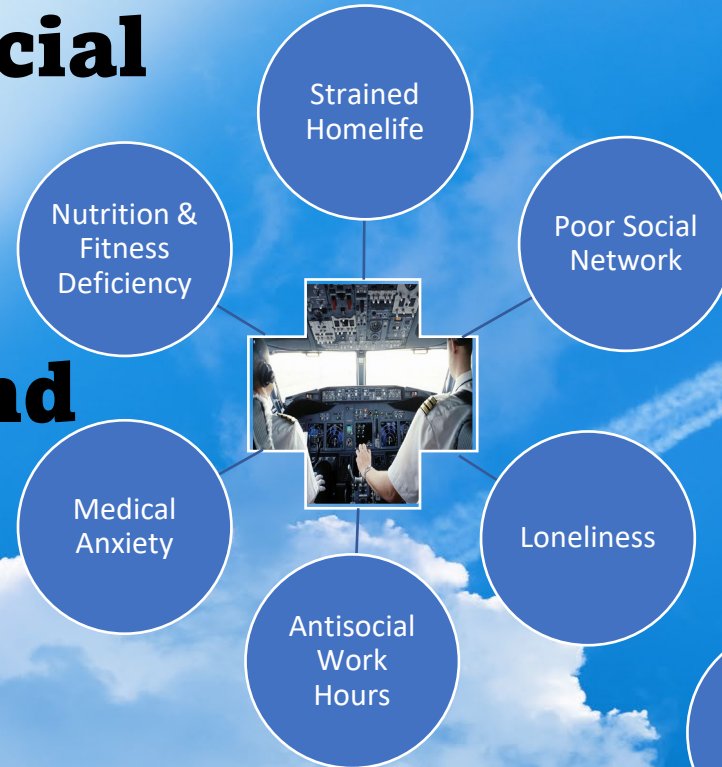 cial
Strained
Homelife
Nutrition &
Fitness
Deficiency
Poor Social
Network
nd
Medical
Anxiety
Loneliness
Antisocial
Work
Hours